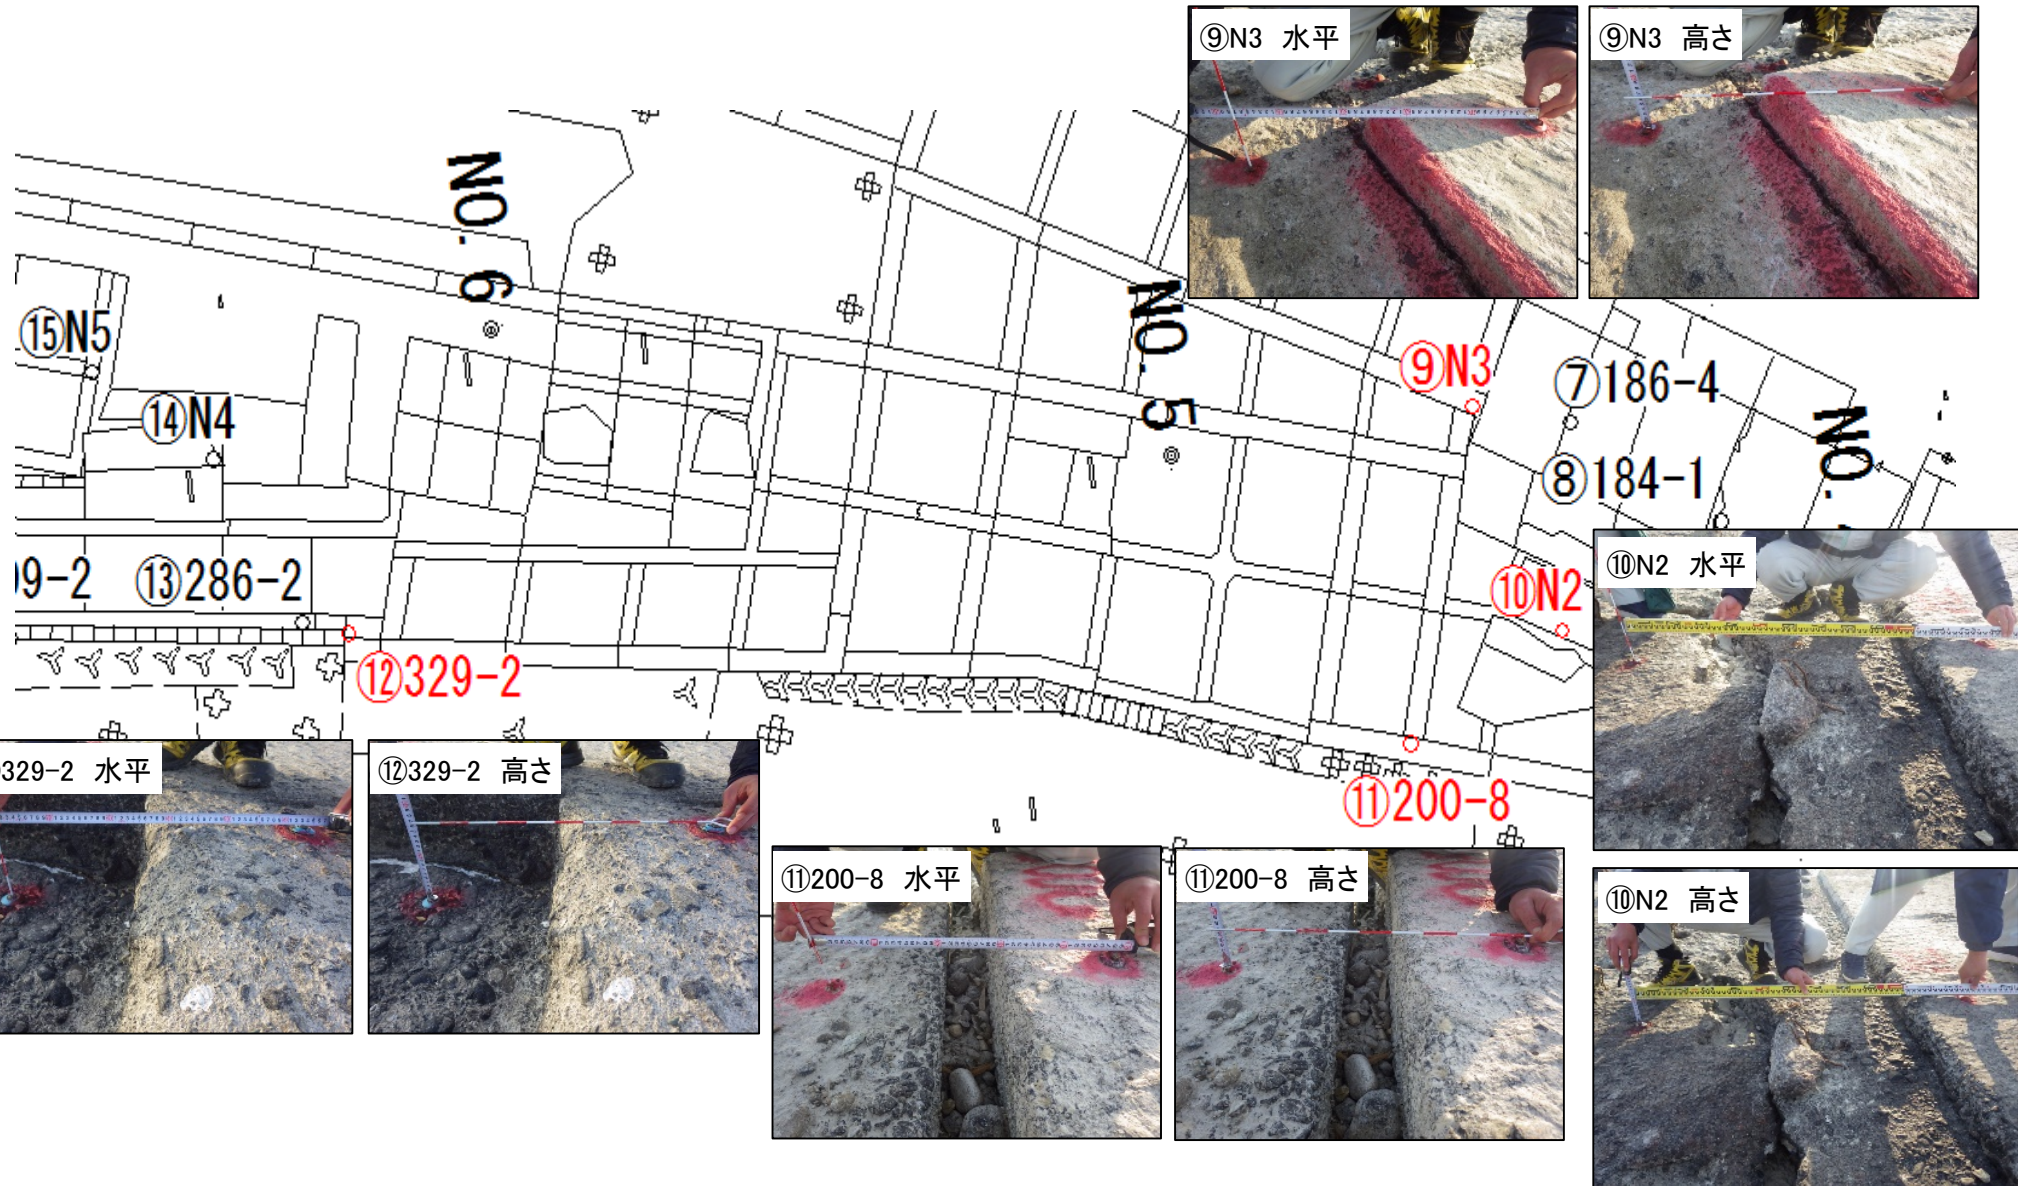 ⑨N3 水平
⑨N3 高さ
NO. 6
NO. 5
NO.
⑮N5
⑭N4
⑨N3
⑦186-4
⑧184-1
9-2
⑬286-2
⑩N2
⑩N2 水平
⑫329-2
329-2 水平
⑫329-2 高さ
⑪200-8
⑪200-8 水平
⑪200-8 高さ
⑩N2 高さ